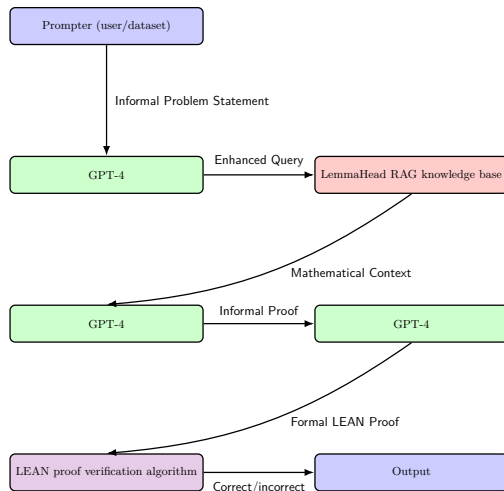 Prompter (user/dataset)
Informal Problem Statement
GPT-4
Enhanced Query
LemmaHead RAG knowledge base
Mathematical Context
GPT-4
Informal Proof
GPT-4
Formal LEAN Proof
LEAN proof verification algorithm
Correct/incorrect
Output